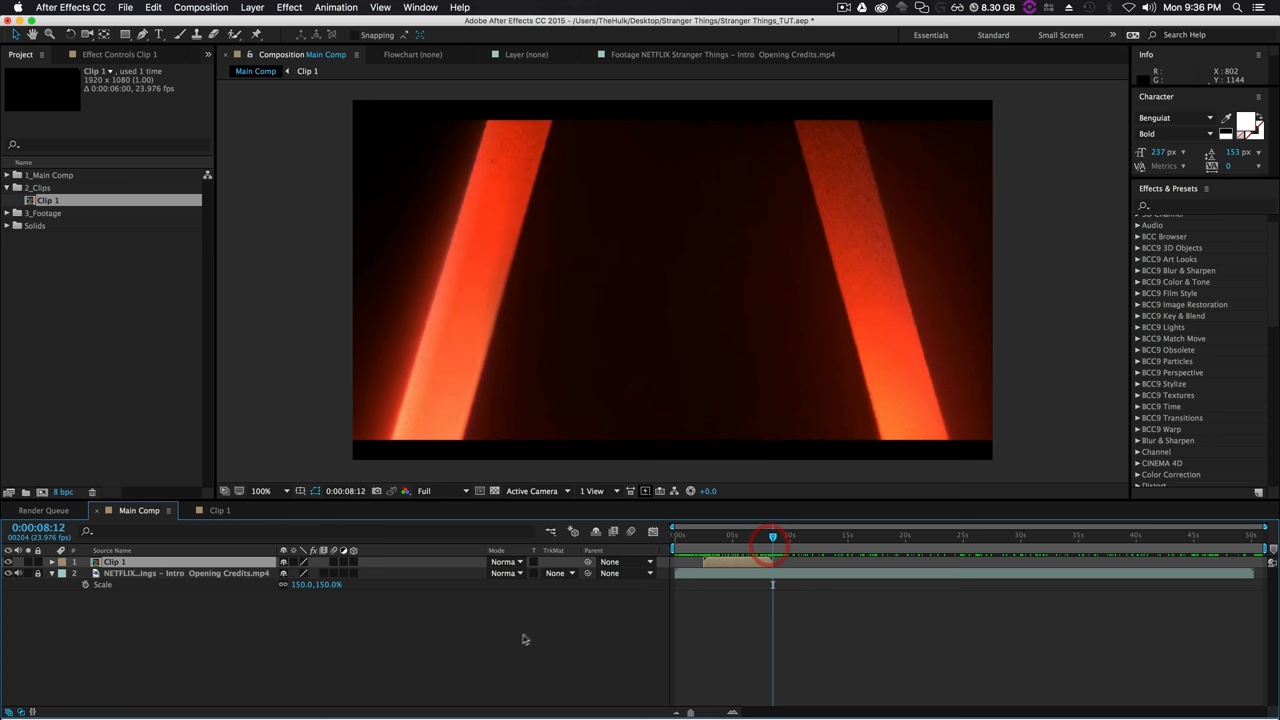 After Effects CC File Edit Composition Layer Effect Animation View Window Help 8.30 GB Mon 9:36 PM
Adobe After Effects CC 2015 - /Users/TheHulk/Desktop/Stranger Things/Stranger Things_TUT.aep *
Snapping Essentials Standard Small Screen Search Help
Project Effect Controls Clip 1 Composition Main Comp Flowchart (none) Layer (none) Footage NETFLIX Stranger Things – Intro Opening Credits.mp4 Info
Clip 1, used 1 time
1920 x 1080 (1.00)
Δ 0:00:06:00, 23.976 fps
Main Comp Clip 1
R : X : 802
G : Y : 1144
Character
Benguiat
Bold
237 px 153 px
Metrics 0
Name
1_Main Comp
2_Clips
Clip 1
3_Footage
Solids
Effects & Presets
3D Channel
Audio
BCC Browser
BCC9 3D Objects
BCC9 Art Looks
BCC9 Blur & Sharpen
BCC9 Color & Tone
BCC9 Film Style
BCC9 Image Restoration
BCC9 Key & Blend
BCC9 Lights
BCC9 Match Move
BCC9 Obsolete
BCC9 Particles
BCC9 Perspective
BCC9 Stylize
BCC9 Textures
BCC9 Time
BCC9 Transitions
BCC9 Warp
Blur & Sharpen
Channel
CINEMA 4D
Color Correction
Distort
8 bpc 100% 0:00:08:12 Full Active Camera 1 View +0.0
Render Queue Main Comp Clip 1
0:00:08:12
00204 (23.976 fps)
:00s 05s 10s 15s 20s 25s 30s 35s 40s 45s 50s
# Source Name Mode T TrkMat Parent
1 Clip 1 Norma None
2 NETFLIX...ings – Intro Opening Credits.mp4 Norma None None
Scale 150.0,150.0%